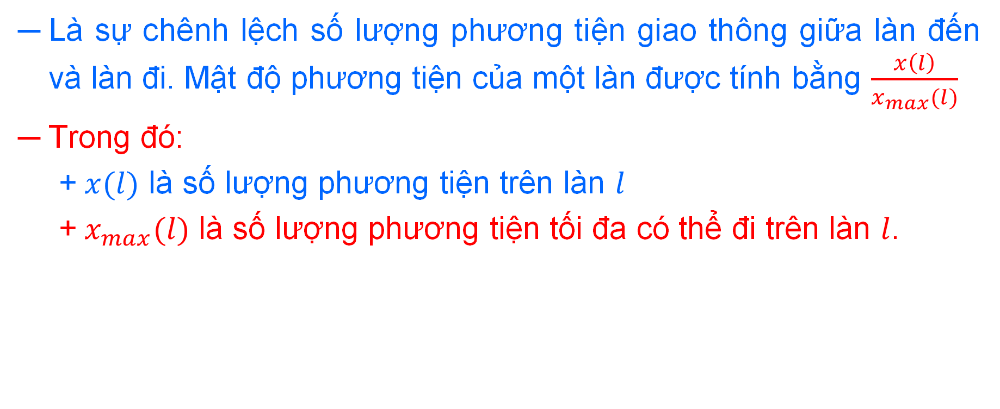 — Là sự chênh lệch số lượng phương tiện giao thông giữa làn đến
và làn đi. Mật độ phương tiện của một làn được tính bằng $\frac{x(l)}{x_{max}(l)}$
— Trong đó:
+ $x(l)$ là số lượng phương tiện trên làn $l$
+ $x_{max}(l)$ là số lượng phương tiện tối đa có thể đi trên làn $l$.